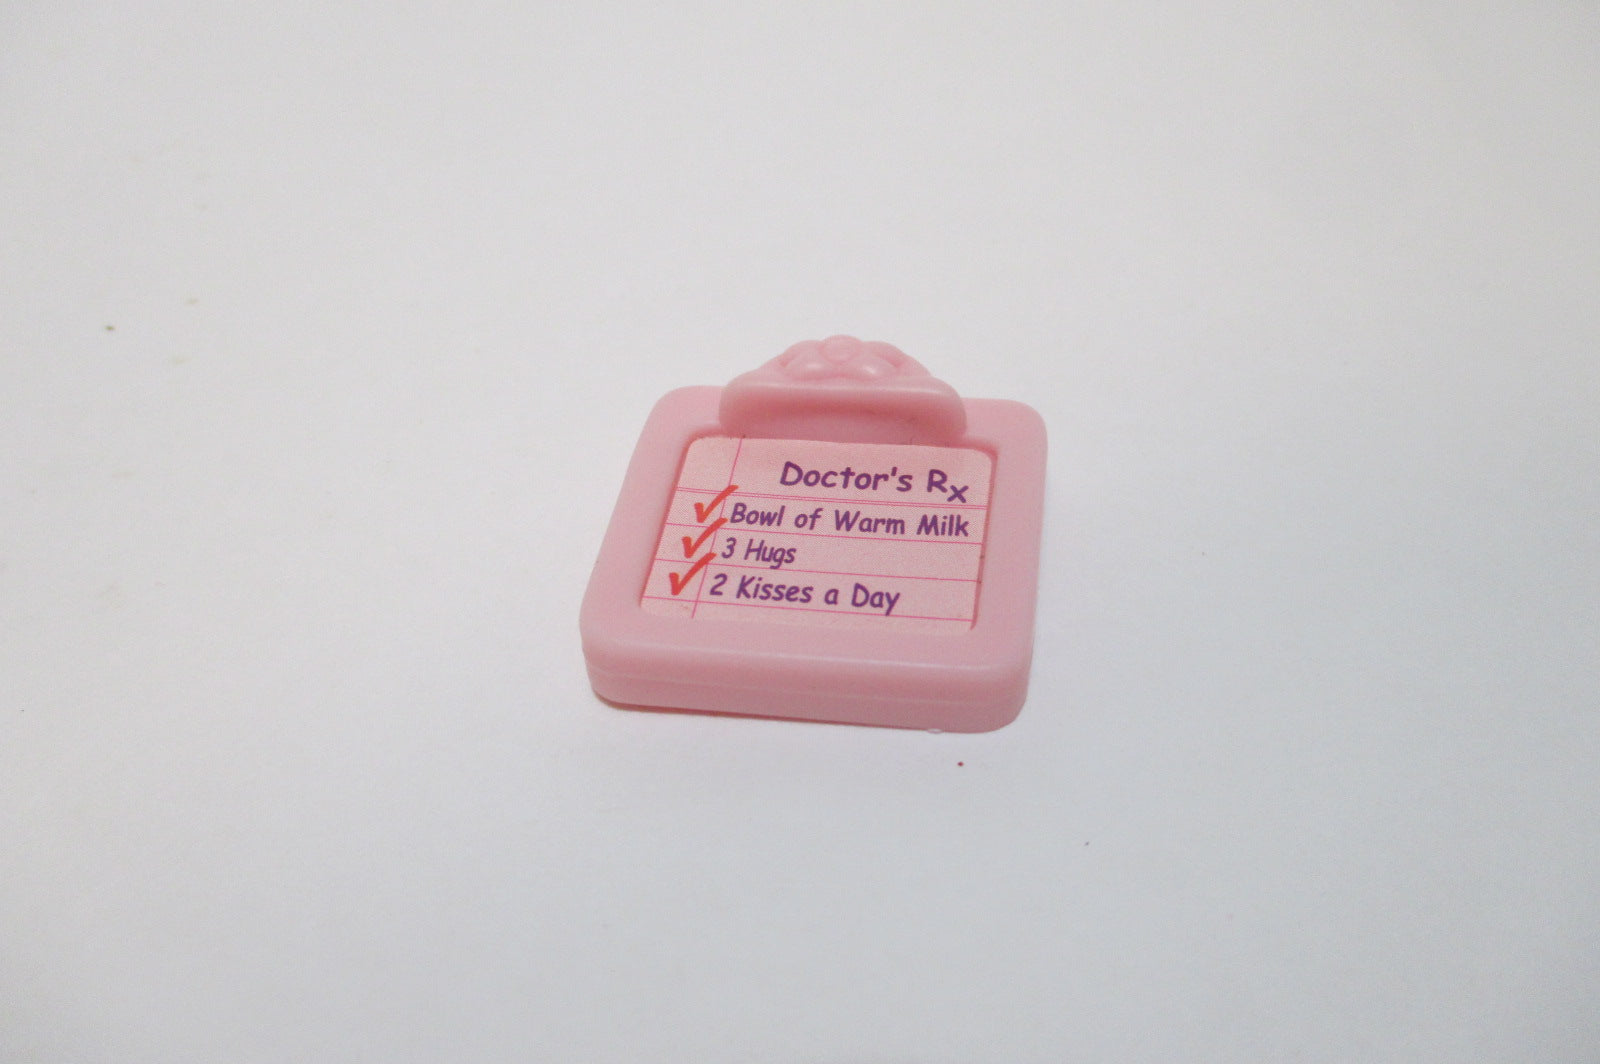 Doctor's Rx
Bowl of Warm Milk
3 Hugs
2 Kisses a Day